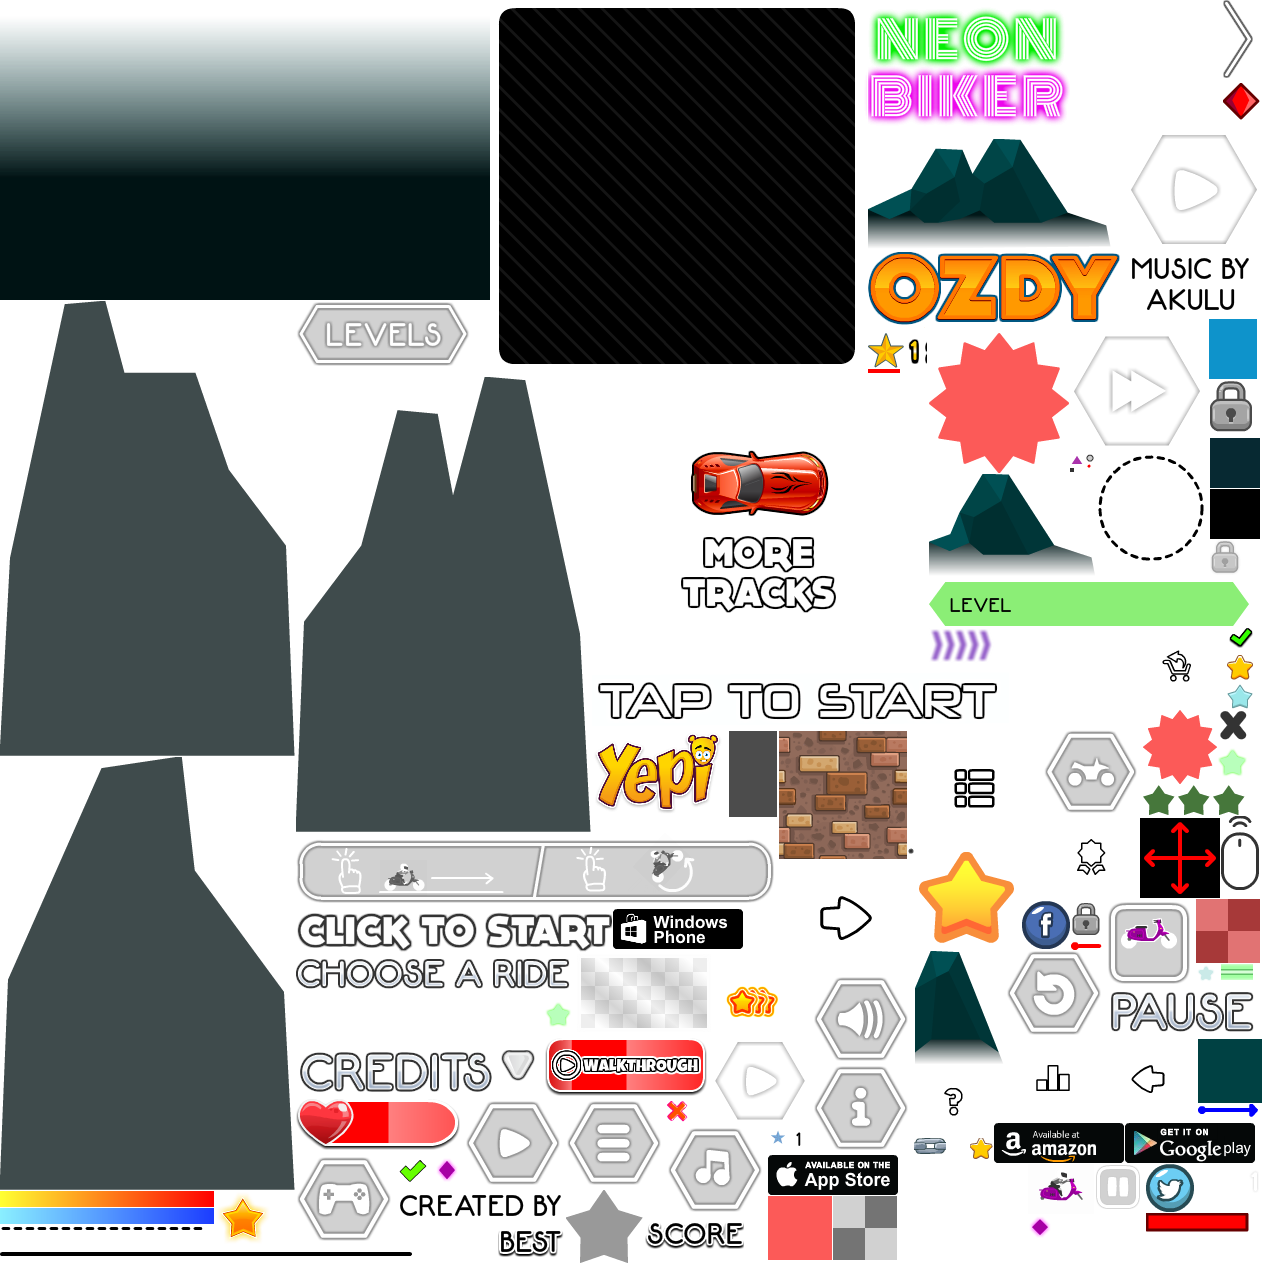 NEON
BIKER
OZDY
MUSIC BY
AKULU
LEVELS
1
MORE
TRACKS
LEVEL
TAP TO START
Yepi
CLICK TO START
Windows
Phone
CHOOSE A RIDE
PAUSE
CREDITS
WALKTHROUGH
1
Available at
amazon
GET IT ON
Google play
AVAILABLE ON THE
App Store
CREATED BY
BEST
SCORE
1